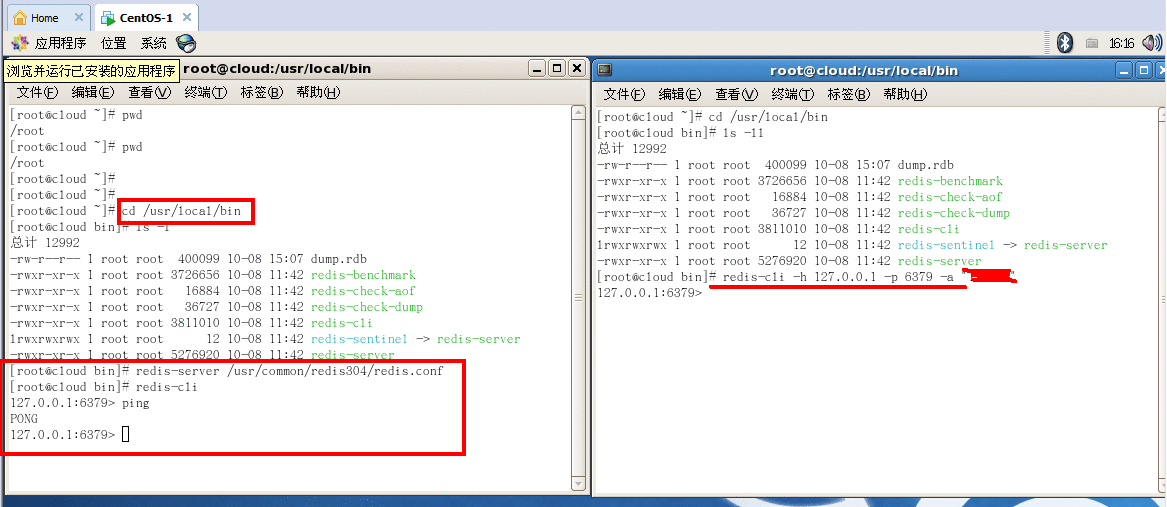 Home
CentOS-1
应用程序 位置 系统
16:16
浏览并运行已安装的应用程序
root@cloud:/usr/local/bin
文件(F) 编辑(E) 查看(V) 终端(T) 标签(B) 帮助(H)
[root@cloud ~]# pwd
/root
[root@cloud ~]# pwd
/root
[root@cloud ~]#
[root@cloud ~]#
[root@cloud ~]# cd /usr/local/bin
[root@cloud bin]# ls -l
总计 12992
-rw-r--r-- 1 root root 400099 10-08 15:07 dump.rdb
-rwxr-xr-x 1 root root 3726656 10-08 11:42 redis-benchmark
-rwxr-xr-x 1 root root 16884 10-08 11:42 redis-check-aof
-rwxr-xr-x 1 root root 36727 10-08 11:42 redis-check-dump
-rwxr-xr-x 1 root root 3811010 10-08 11:42 redis-cli
lrwxrwxrwx 1 root root 12 10-08 11:42 redis-sentinel -> redis-server
-rwxr-xr-x 1 root root 5276920 10-08 11:42 redis-server
[root@cloud bin]# redis-server /usr/common/redis304/redis.conf
[root@cloud bin]# redis-cli
127.0.0.1:6379> ping
PONG
127.0.0.1:6379>
root@cloud:/usr/local/bin
文件(F) 编辑(E) 查看(V) 终端(T) 标签(B) 帮助(H)
[root@cloud ~]# cd /usr/local/bin
[root@cloud bin]# ls -ll
总计 12992
-rw-r--r-- 1 root root 400099 10-08 15:07 dump.rdb
-rwxr-xr-x 1 root root 3726656 10-08 11:42 redis-benchmark
-rwxr-xr-x 1 root root 16884 10-08 11:42 redis-check-aof
-rwxr-xr-x 1 root root 36727 10-08 11:42 redis-check-dump
-rwxr-xr-x 1 root root 3811010 10-08 11:42 redis-cli
lrwxrwxrwx 1 root root 12 10-08 11:42 redis-sentinel -> redis-server
-rwxr-xr-x 1 root root 5276920 10-08 11:42 redis-server
[root@cloud bin]# redis-cli -h 127.0.0.1 -p 6379 -a
127.0.0.1:6379>